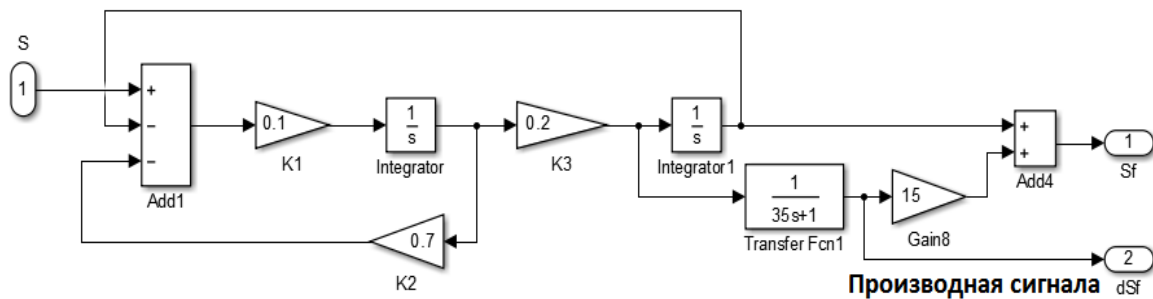 S
1
+
−
−
Add1
0.1
K1
1
s
Integrator
0.7
K2
0.2
K3
1
s
Integrator1
1
35s+1
Transfer Fcn1
15
Gain8
+
+
Add4
1
Sf
2
dSf
Производная сигнала